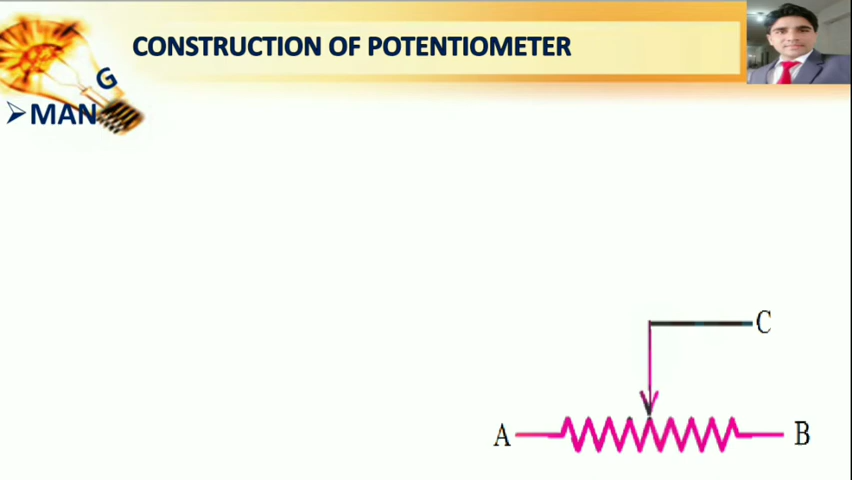 CONSTRUCTION OF POTENTIOMETER
G
➢MAN
C
A
B